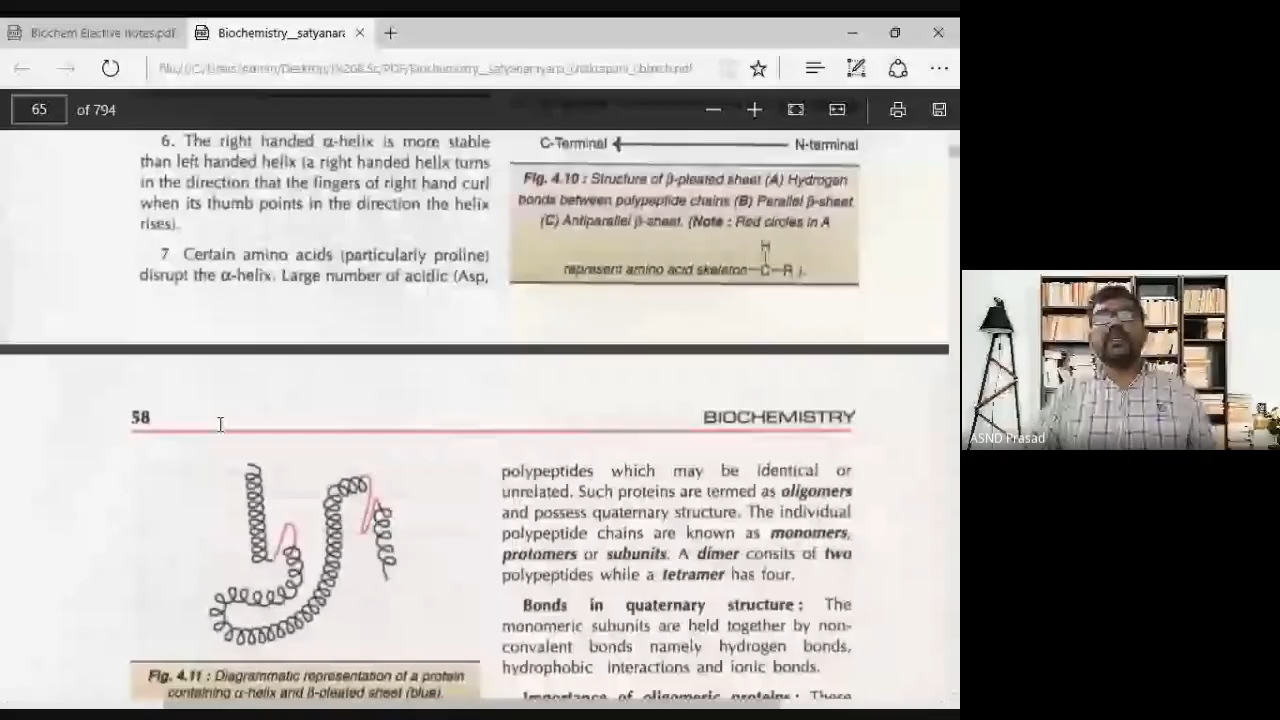 Biochem Elective notes.pdf
Biochemistry__satyanara
65 of 794
6. The right handed α-helix is more stable
than left handed helix (a right handed helix turns
in the direction that the fingers of right hand curl
when its thumb points in the direction the helix
rises).
7 Certain amino acids (particularly proline)
disrupt the α-helix. Large number of acidic (Asp,
C-Terminal N-terminal
Fig. 4.10 : Structure of β-pleated sheet (A) Hydrogen
bonds between polypeptide chains (B) Parallel β-sheet
(C) Antiparallel β-sheet. (Note : Red circles in A
H
represent amino acid skeleton—C—R ).
58
BIOCHEMISTRY
Fig. 4.11 : Diagrammatic representation of a protein
containing α-helix and β-pleated sheet (blue).
polypeptides which may be identical or
unrelated. Such proteins are termed as oligomers
and possess quaternary structure. The individual
polypeptide chains are known as monomers,
protomers or subunits. A dimer consits of two
polypeptides while a tetramer has four.
Bonds in quaternary structure : The
monomeric subunits are held together by non-
convalent bonds namely hydrogen bonds,
hydrophobic interactions and ionic bonds.
Importance of oligomeric proteins : These
ASND Prasad